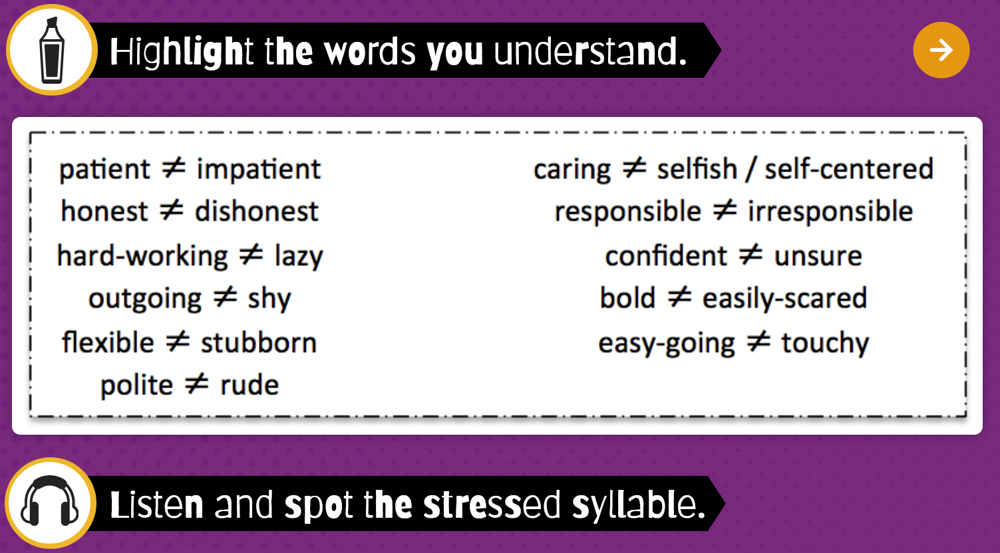 Highlight the words you understand.
patient ≠ impatient
honest ≠ dishonest
hard-working ≠ lazy
outgoing ≠ shy
flexible ≠ stubborn
polite ≠ rude
caring ≠ selfish / self-centered
responsible ≠ irresponsible
confident ≠ unsure
bold ≠ easily-scared
easy-going ≠ touchy
Listen and spot the stressed syllable.